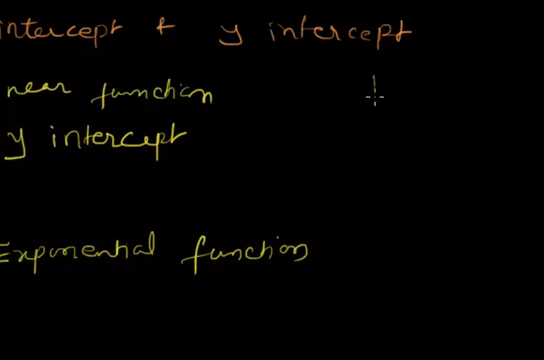 intercept & y intercept
near function
y intercept
Exponential function